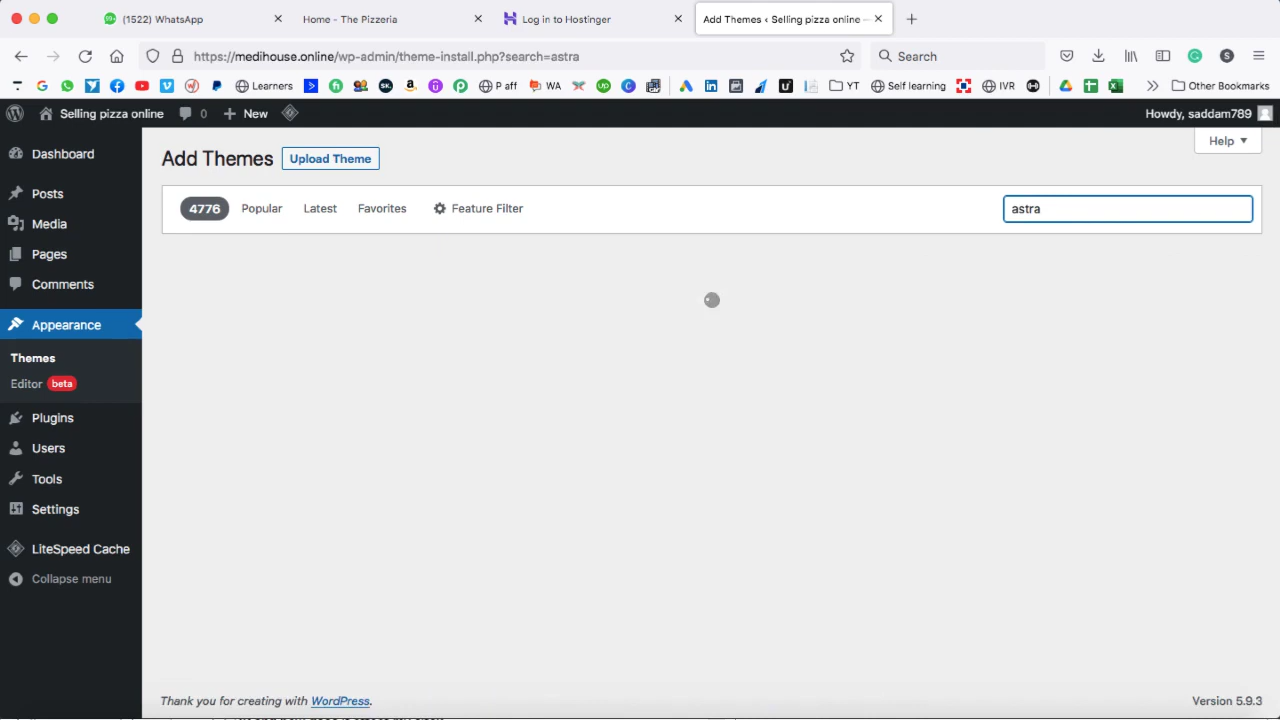 (1522) WhatsApp
Home - The Pizzeria
Log in to Hostinger
Add Themes ‹ Selling pizza online —
https://medihouse.online/wp-admin/theme-install.php?search=astra
Search
Learners
P aff
WA
YT
Self learning
IVR
Other Bookmarks
Selling pizza online
0
New
Howdy, saddam789
Help
Dashboard
Posts
Media
Pages
Comments
Appearance
Themes
Editor beta
Plugins
Users
Tools
Settings
LiteSpeed Cache
Collapse menu
Add Themes
Upload Theme
4776
Popular
Latest
Favorites
Feature Filter
astra
Thank you for creating with WordPress.
Version 5.9.3